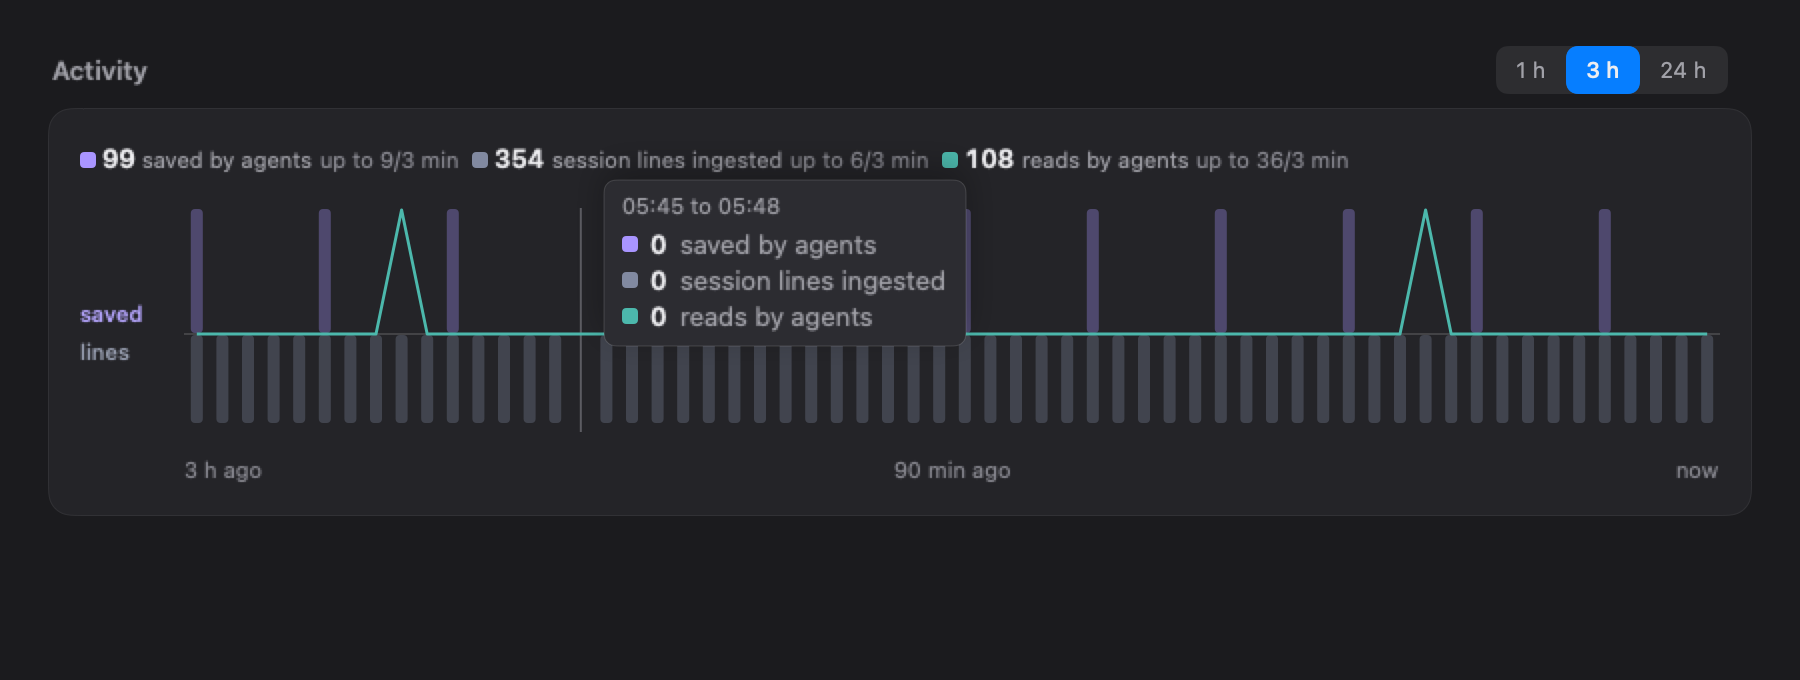 Activity
1 h 3 h 24 h
99 saved by agents up to 9/3 min 354 session lines ingested up to 6/3 min 108 reads by agents up to 36/3 min
05:45 to 05:48
0 saved by agents
0 session lines ingested
0 reads by agents
saved
lines
3 h ago 90 min ago now